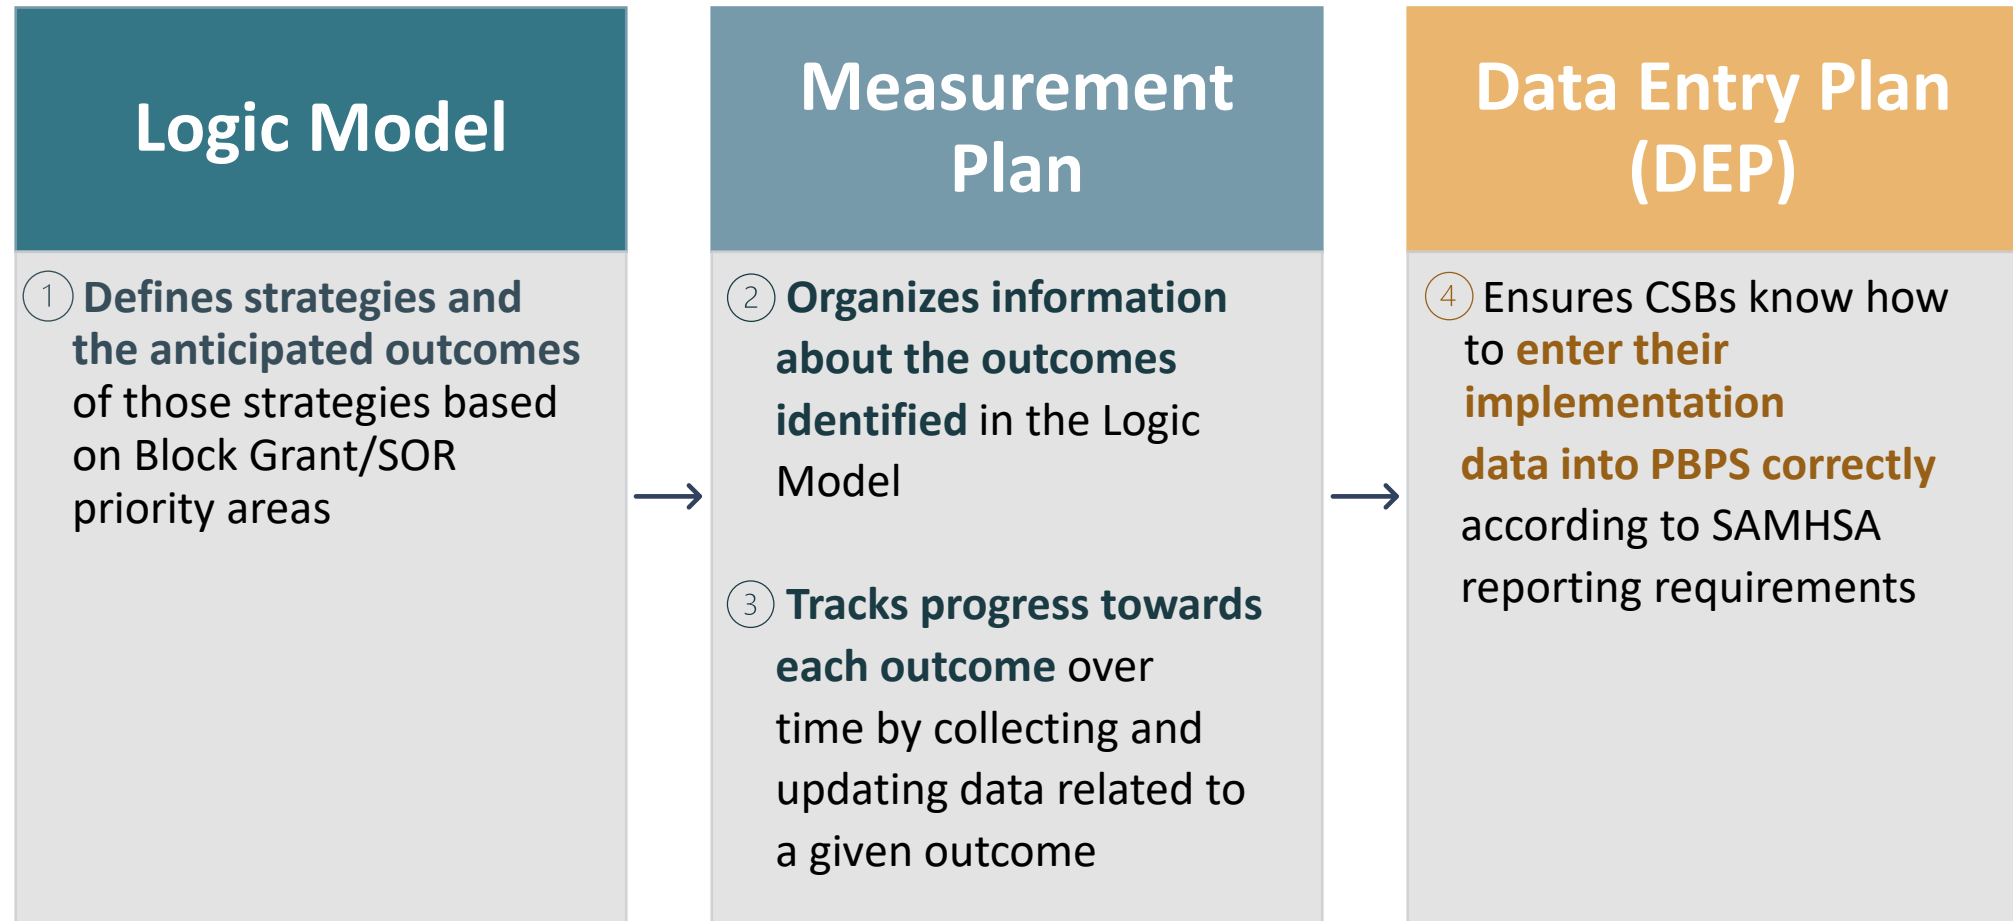 Logic Model
① Defines strategies and
the anticipated outcomes
of those strategies based
on Block Grant/SOR
priority areas
Measurement
Plan
② Organizes information
about the outcomes
identified in the Logic
Model
③ Tracks progress towards
each outcome over
time by collecting and
updating data related to
a given outcome
Data Entry Plan
(DEP)
④ Ensures CSBs know how
to enter their
implementation
data into PBPS correctly
according to SAMHSA
reporting requirements